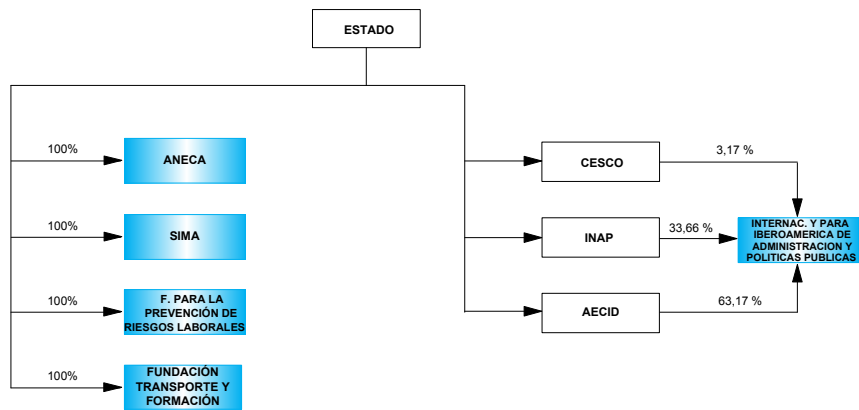 ESTADO
100%
ANECA
100%
SIMA
100%
F. PARA LA
PREVENCIÓN DE
RIESGOS LABORALES
100%
FUNDACIÓN
TRANSPORTE Y
FORMACIÓN
CESCO
3,17 %
INAP
33,66 %
AECID
63,17 %
INTERNAC. Y PARA
IBEROAMERICA DE
ADMINISTRACION Y
POLITICAS PUBLICAS